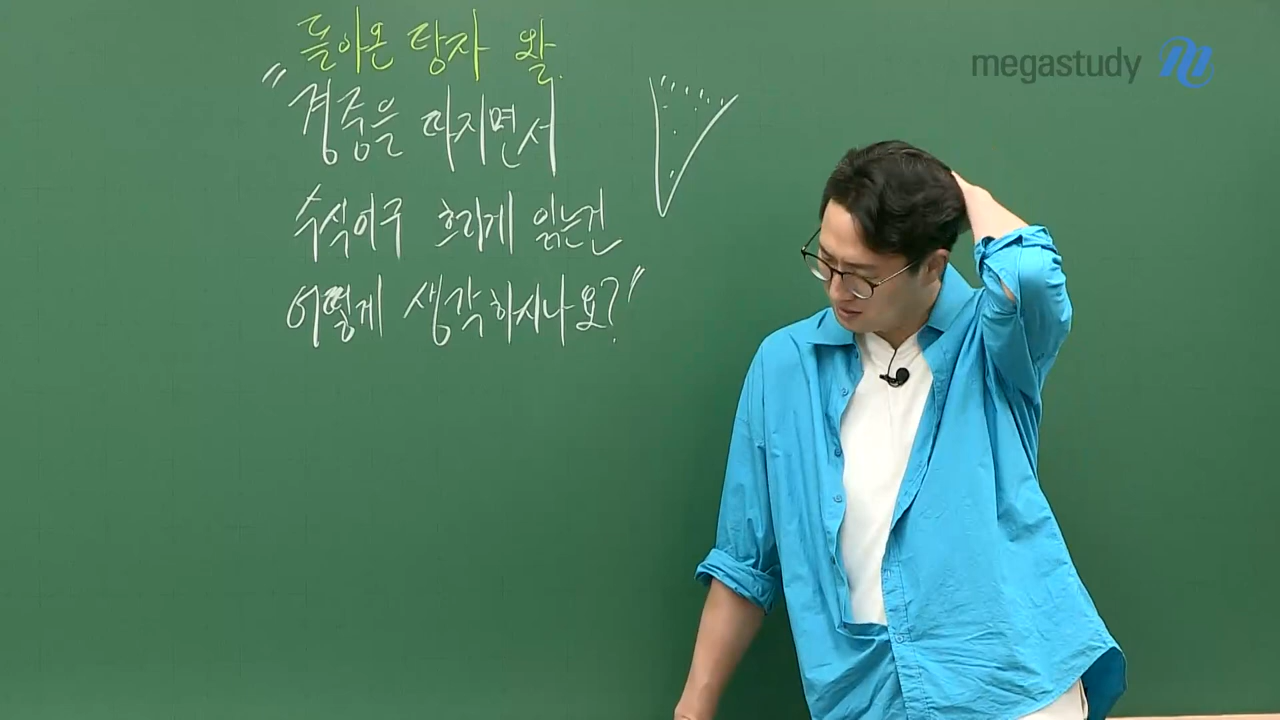 돌아온 탕자 왈.
"경중을 따지면서
수식어구 흐리게 읽는건
어떻게 생각하시나요?"
megastudy